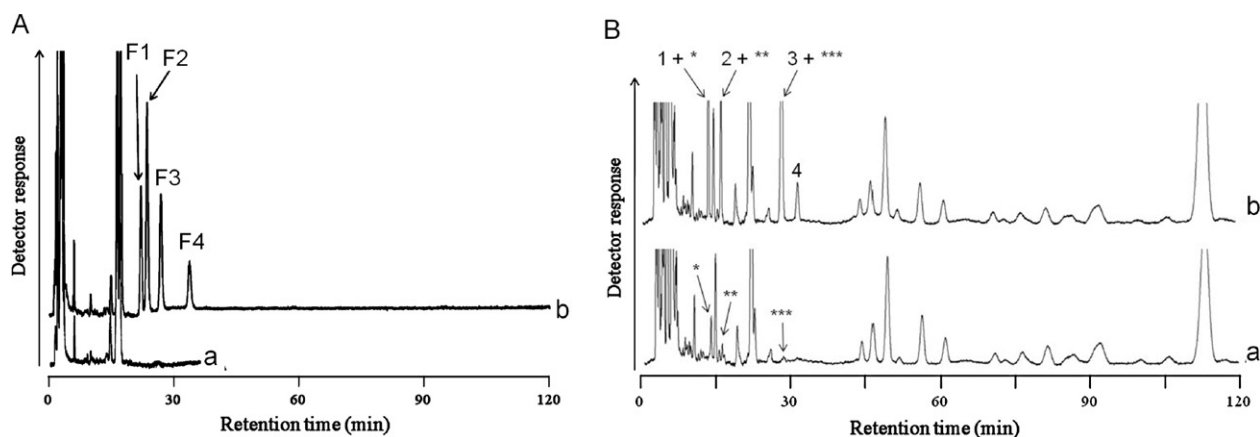 A
F1
F2
F3
F4
b
a
Detector response
0
30
60
90
120
Retention time (min)
B
1 + *
2 + **
3 + ***
4
b
*
**
***
a
Detector response
0
30
60
90
120
Retention time (min)